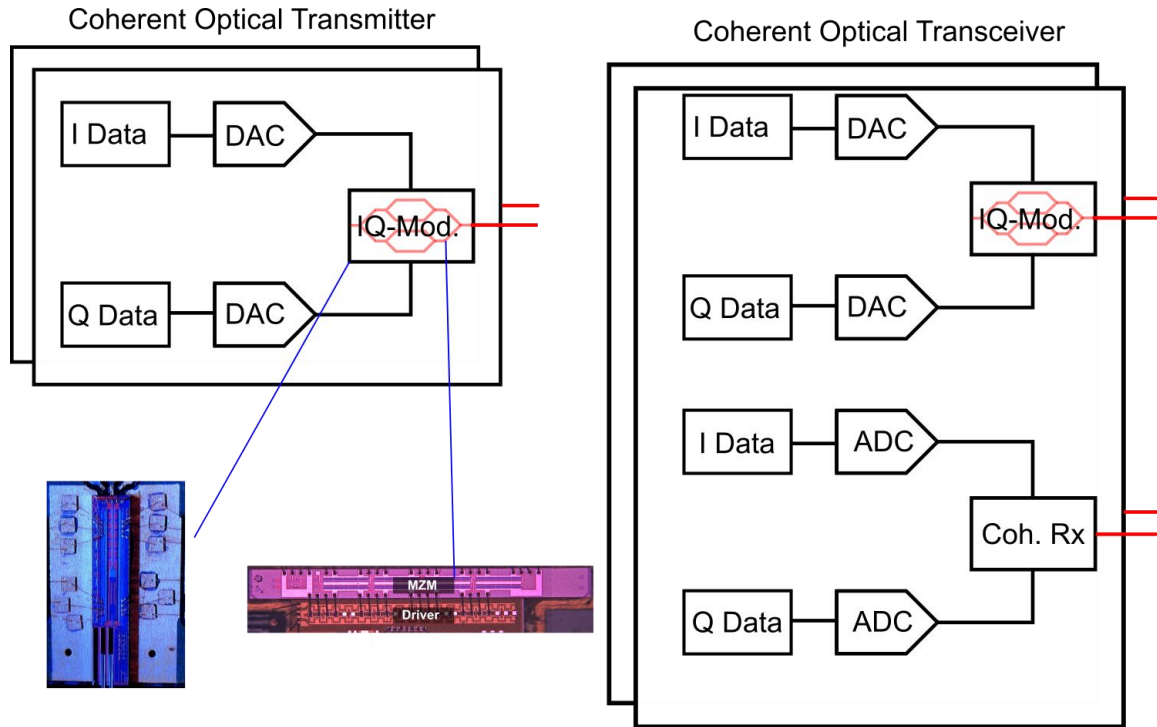 Coherent Optical Transmitter
I Data
DAC
IQ-Mod.
Q Data
DAC
MZM
Driver
Coherent Optical Transceiver
I Data
DAC
IQ-Mod.
Q Data
DAC
I Data
ADC
Coh. Rx
Q Data
ADC